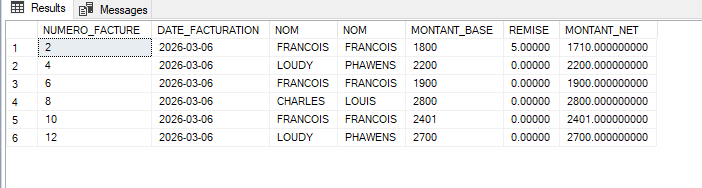 Results Messages
NUMERO_FACTURE DATE_FACTURATION NOM NOM MONTANT_BASE REMISE MONTANT_NET
1 2 2026-03-06 FRANCOIS FRANCOIS 1800 5.00000 1710.000000000
2 4 2026-03-06 LOUDY PHAWENS 2200 0.00000 2200.000000000
3 6 2026-03-06 FRANCOIS FRANCOIS 1900 0.00000 1900.000000000
4 8 2026-03-06 CHARLES LOUIS 2800 0.00000 2800.000000000
5 10 2026-03-06 FRANCOIS FRANCOIS 2401 0.00000 2401.000000000
6 12 2026-03-06 LOUDY PHAWENS 2700 0.00000 2700.000000000